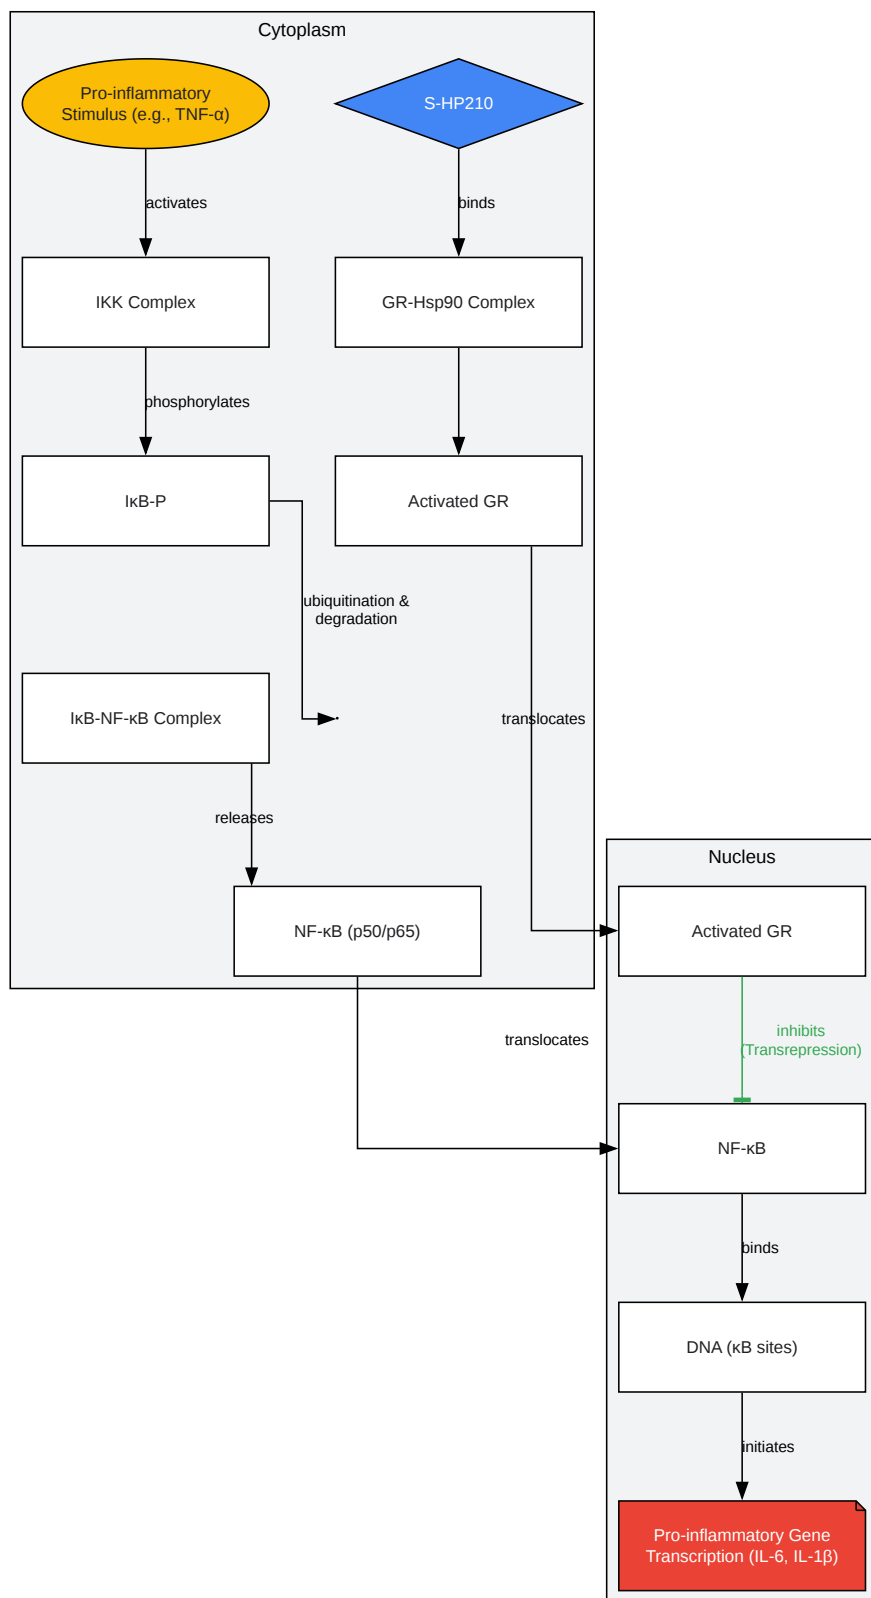 Cytoplasm
Pro-inflammatory
Stimulus (e.g., TNF-α)
S-HP210
activates
binds
IKK Complex
GR-Hsp90 Complex
phosphorylates
IκB-P
Activated GR
ubiquitination &
degradation
IκB-NF-κB Complex
translocates
releases
Nucleus
NF-κB (p50/p65)
Activated GR
translocates
inhibits
(Transrepression)
NF-κB
binds
DNA (κB sites)
initiates
Pro-inflammatory Gene
Transcription (IL-6, IL-1β)